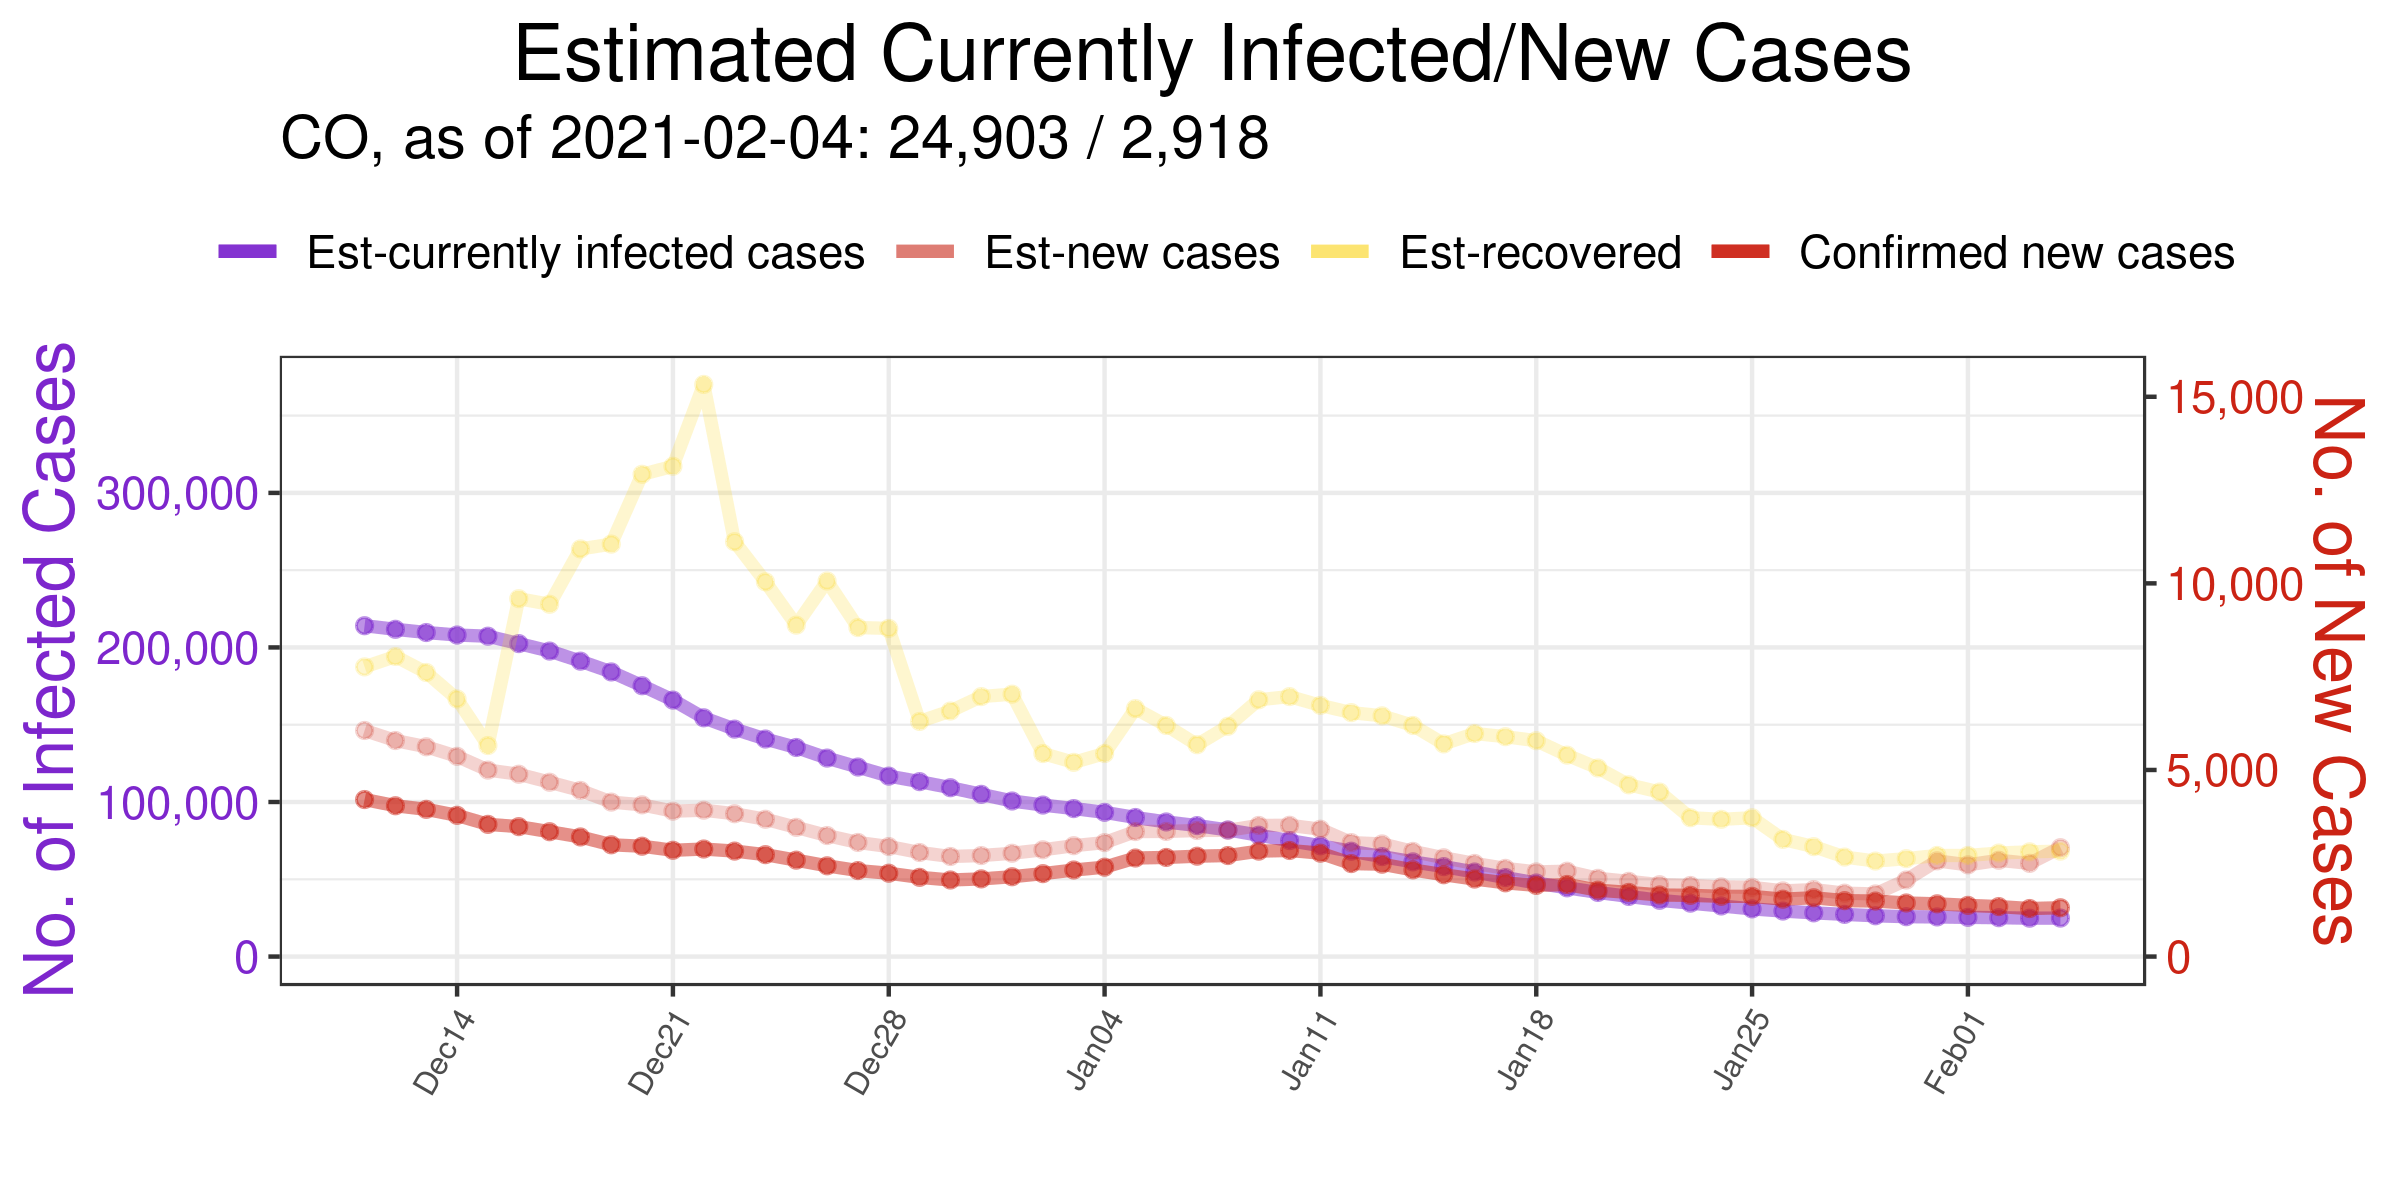 Estimated Currently Infected/New Cases
CO, as of 2021-02-04: 24,903 / 2,918
Est-currently infected cases Est-new cases Est-recovered Confirmed new cases
No. of Infected Cases
300,000
200,000
100,000
0
15,000
10,000
5,000
0
No. of New Cases
Dec14 Dec21 Dec28 Jan04 Jan11 Jan18 Jan25 Feb01